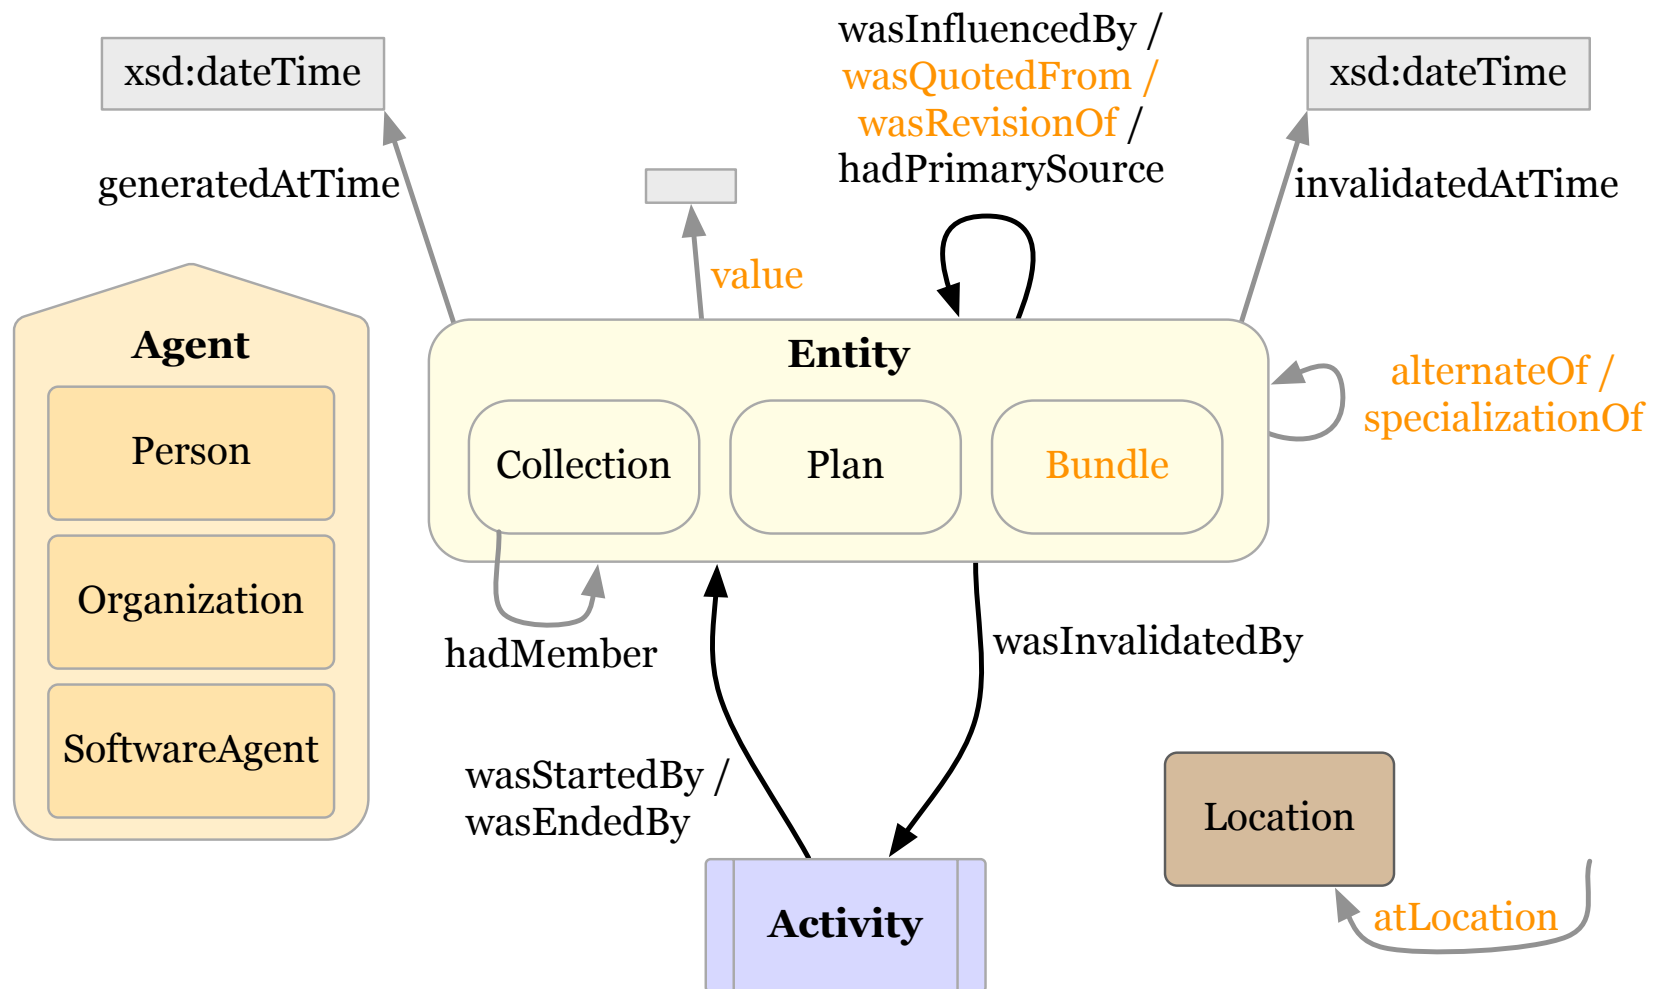 wasInfluencedBy /
wasQuotedFrom /
wasRevisionOf /
hadPrimarySource
xsd:dateTime
xsd:dateTime
generatedAtTime
invalidatedAtTime
value
Agent
Person
Organization
SoftwareAgent
Entity
Collection
Plan
Bundle
alternateOf /
specializationOf
hadMember
wasInvalidatedBy
wasStartedBy /
wasEndedBy
Location
atLocation
Activity